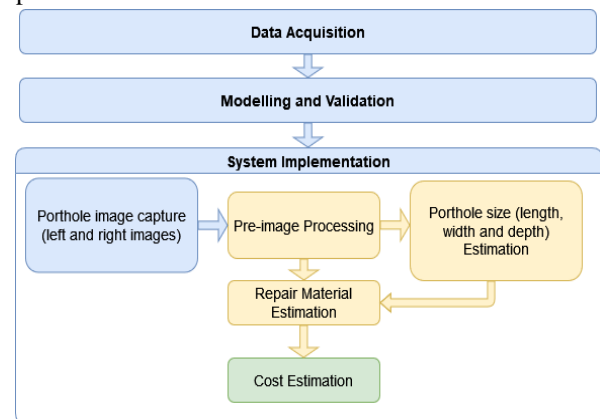 Data Acquisition
Modelling and Validation
System Implementation
Porthole image capture
(left and right images)
Pre-image Processing
Porthole size (length,
width and depth)
Estimation
Repair Material
Estimation
Cost Estimation